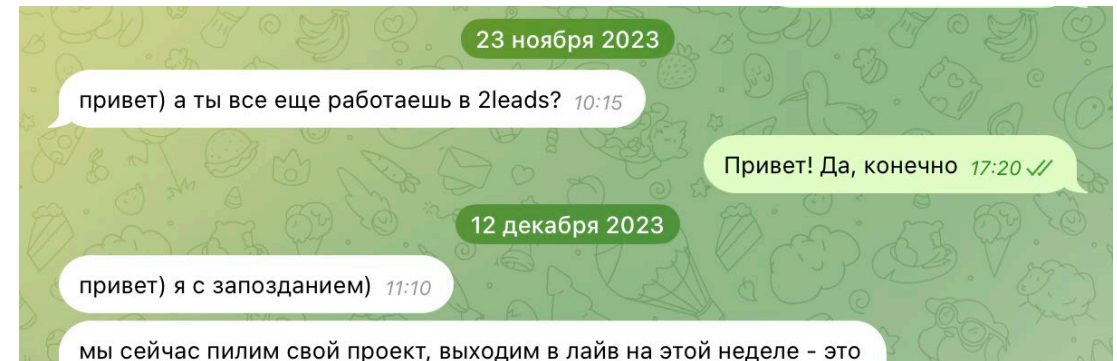 23 ноября 2023
привет) а ты все еще работаешь в 2leads? 10:15
Привет! Да, конечно 17:20
12 декабря 2023
привет) я с запозданием) 11:10
мы сейчас пилим свой проект, выходим в лайв на этой неделе - это